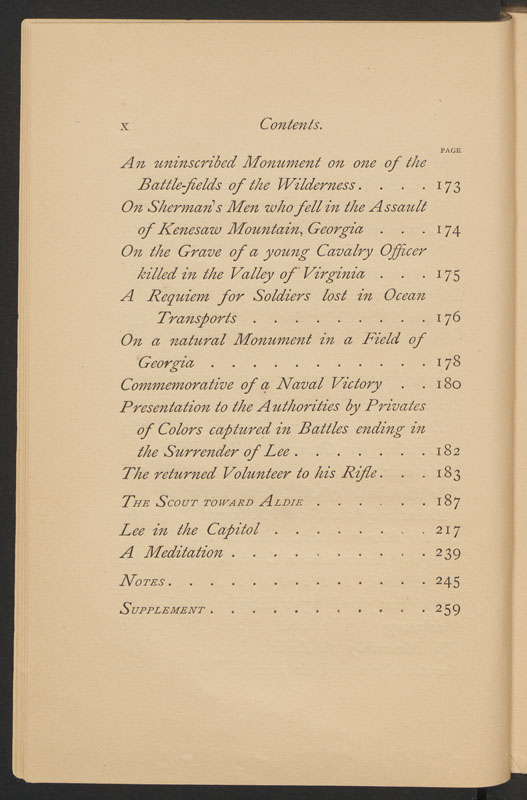 x Contents.
PAGE
An uninscribed Monument on one of the
Battle-fields of the Wilderness. . . . 173
On Sherman's Men who fell in the Assault
of Kenesaw Mountain, Georgia . . . 174
On the Grave of a young Cavalry Officer
killed in the Valley of Virginia . . . 175
A Requiem for Soldiers lost in Ocean
Transports . . . . . . . . . 176
On a natural Monument in a Field of
Georgia . . . . . . . . . . . 178
Commemorative of a Naval Victory . . 180
Presentation to the Authorities by Privates
of Colors captured in Battles ending in
the Surrender of Lee . . . . . . . 182
The returned Volunteer to his Rifle. . . 183
THE SCOUT TOWARD ALDIE . . . . . . 187
Lee in the Capitol . . . . . . . . 217
A Meditation . . . . . . . . . . 239
NOTES . . . . . . . . . . . . . 245
SUPPLEMENT . . . . . . . . . . . 259